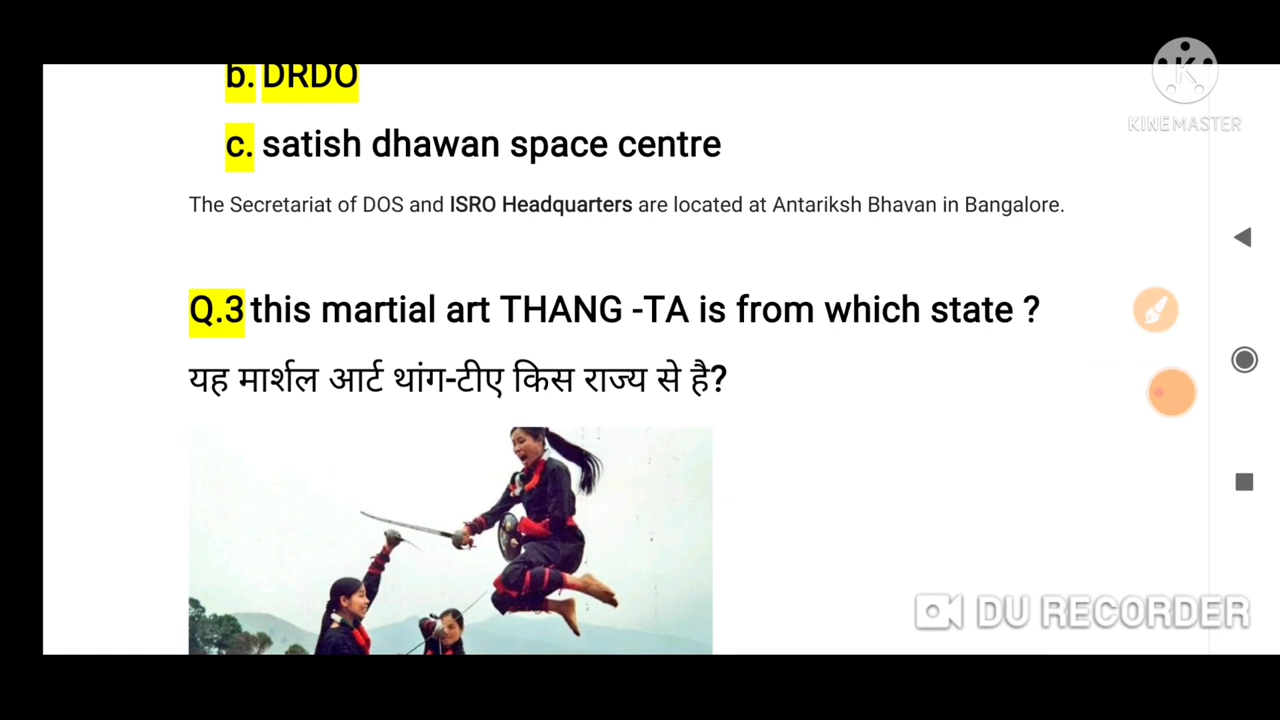 b. DRDO
c. satish dhawan space centre
The Secretariat of DOS and ISRO Headquarters are located at Antariksh Bhavan in Bangalore.
Q.3 this martial art THANG -TA is from which state ?
यह मार्शल आर्ट थांग-टीए किस राज्य से है?
K
KINEMASTER
DU RECORDER